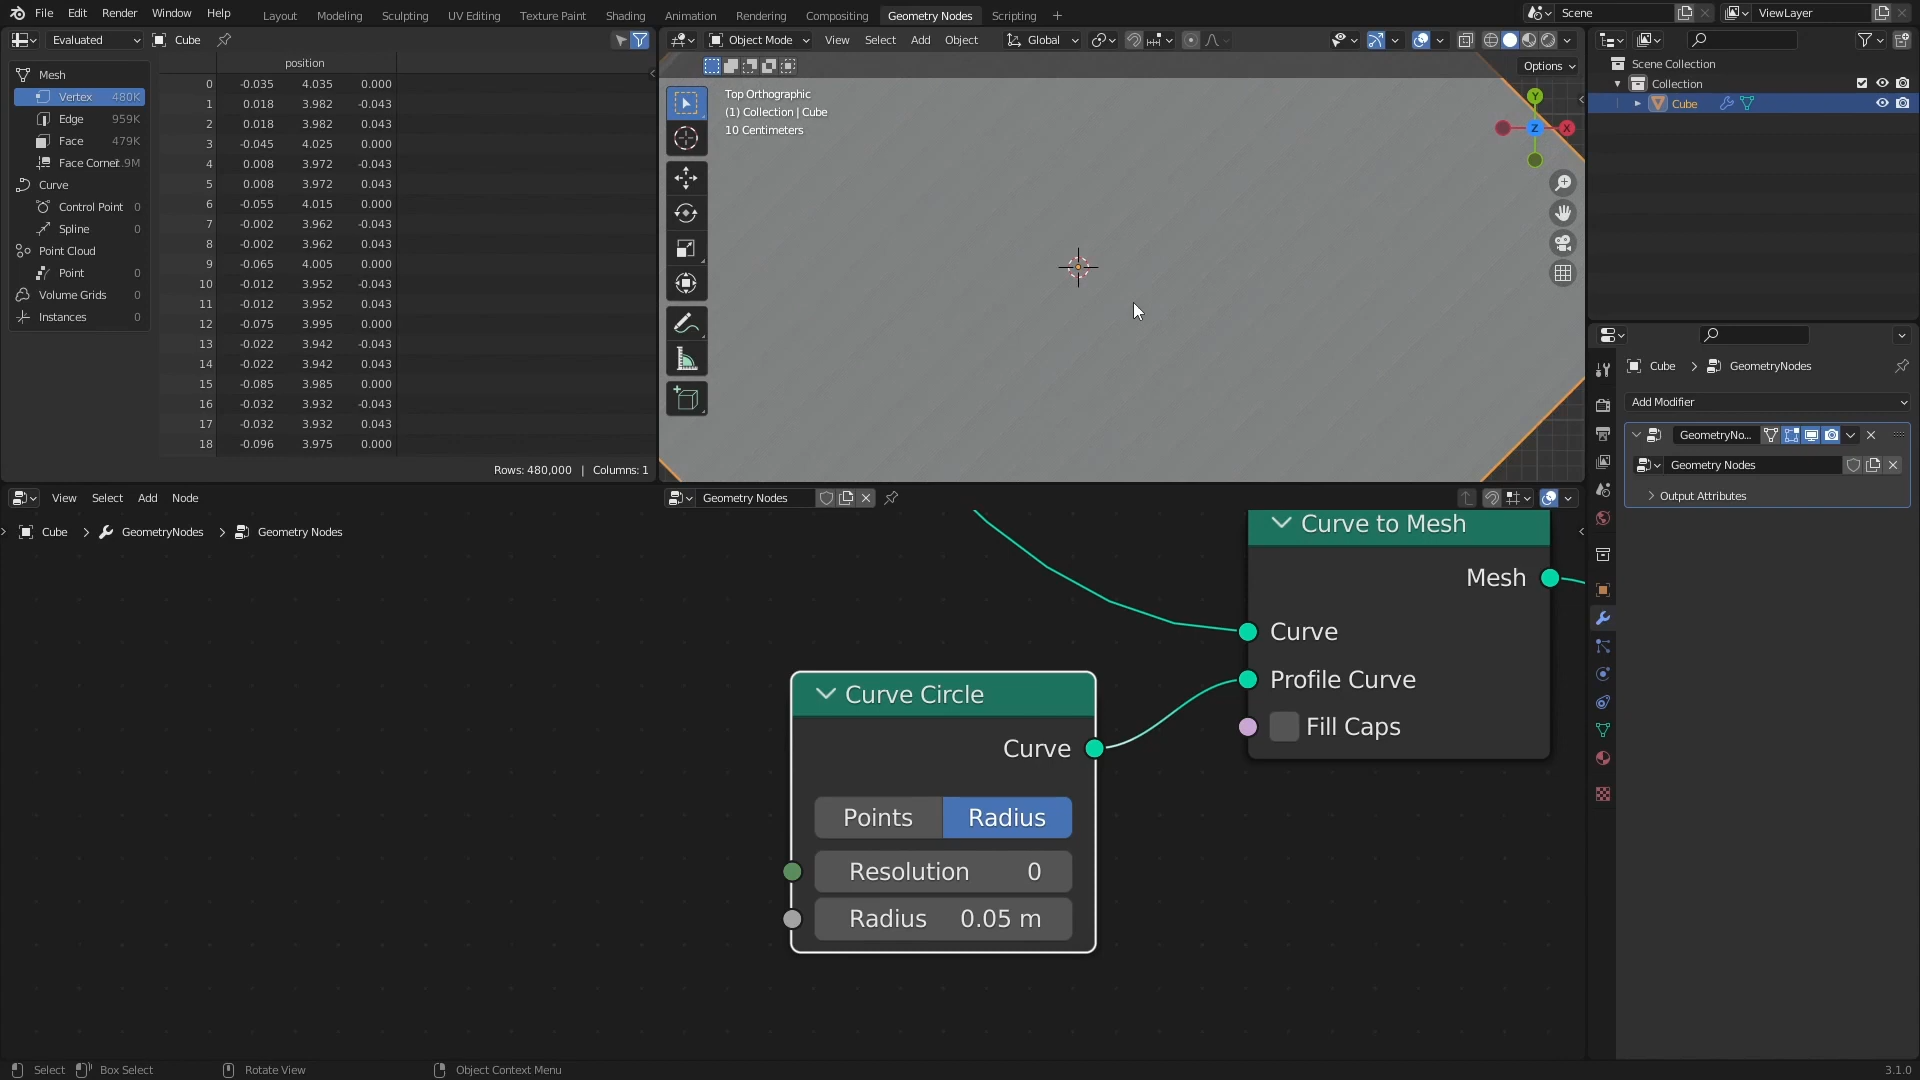 File Edit Render Window Help Layout Modeling Sculpting UV Editing Texture Paint Shading Animation Rendering Compositing Geometry Nodes Scripting Scene ViewLayer
Evaluated Cube
Object Mode View Select Add Object Global
Options
Mesh
Vertex 480K
Edge 959K
Face 479K
Face Corner .9M
Curve
Control Point 0
Spline 0
Point Cloud
Point 0
Volume Grids 0
Instances 0
position
0 -0.035 4.035 0.000
1 0.018 3.982 -0.043
2 0.018 3.982 0.043
3 -0.045 4.025 0.000
4 0.008 3.972 -0.043
5 0.008 3.972 0.043
6 -0.055 4.015 0.000
7 -0.002 3.962 -0.043
8 -0.002 3.962 0.043
9 -0.065 4.005 0.000
10 -0.012 3.952 -0.043
11 -0.012 3.952 0.043
12 -0.075 3.995 0.000
13 -0.022 3.942 -0.043
14 -0.022 3.942 0.043
15 -0.085 3.985 0.000
16 -0.032 3.932 -0.043
17 -0.032 3.932 0.043
18 -0.096 3.975 0.000
Rows: 480,000 | Columns: 1
Top Orthographic
(1) Collection | Cube
10 Centimeters
Y
Z X
Scene Collection
Collection
Cube
Cube > GeometryNodes
Add Modifier
GeometryNo...
Geometry Nodes
Output Attributes
View Select Add Node Geometry Nodes
Cube > GeometryNodes > Geometry Nodes
Curve to Mesh
Mesh
Curve
Profile Curve
Fill Caps
Curve Circle
Curve
Points Radius
Resolution 0
Radius 0.05 m
Select Box Select Rotate View Object Context Menu 3.1.0